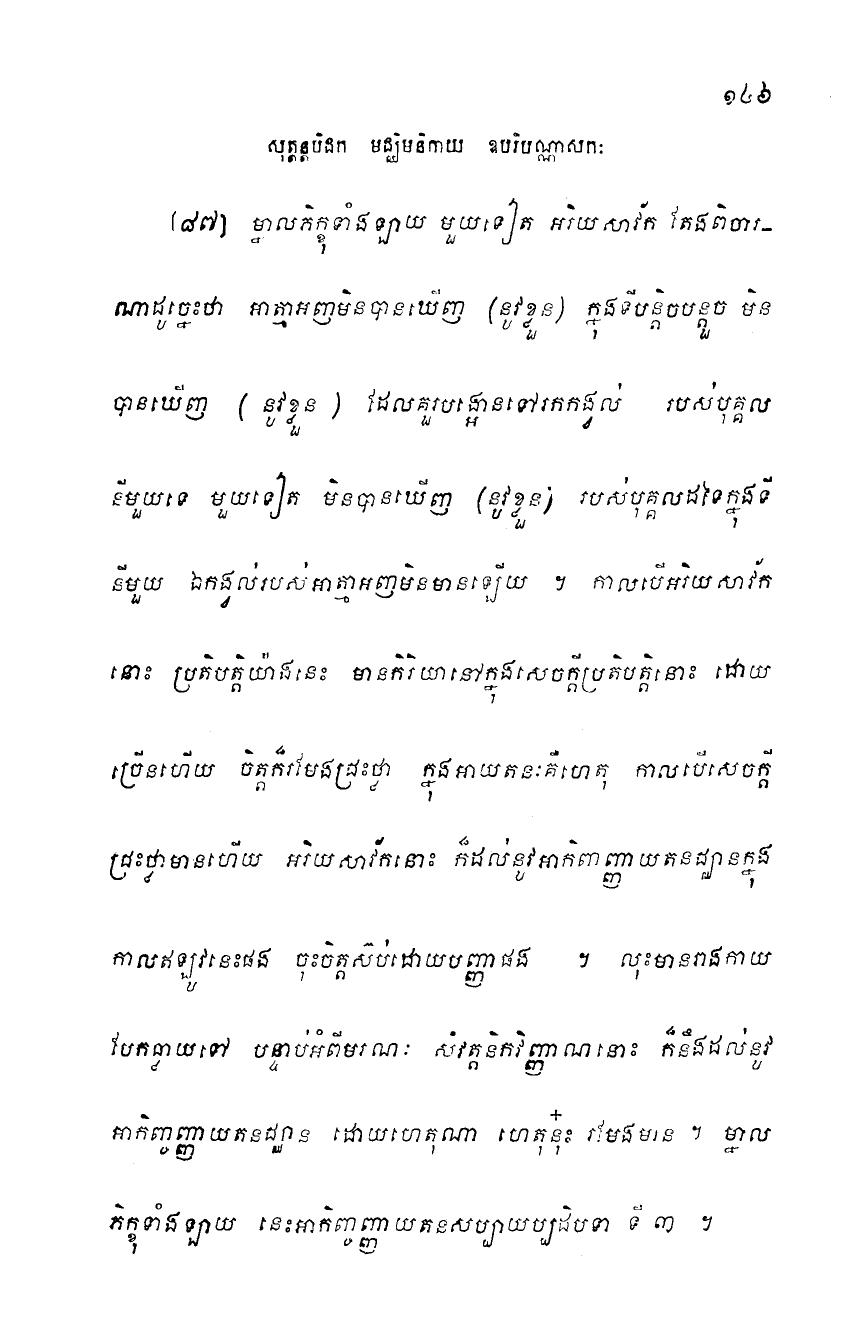 ១៤៦
សុត្តន្តបិដក មជ្ឈិមនិកាយ ឧបរិបណ្ណាសកៈ
(៨៧) ម្នាលភិក្ខុទាំងឡាយ មួយទៀត អរិយសាវ័ក តែងពិចារ-
ណាដូច្នេះថា អាត្មាអញមិនបានឃើញ (នូវខ្លួន) ក្នុងទីបន្តិចបន្តួច មិន
បានឃើញ ( នូវខ្លួន ) ដែលគួរបង្អោនទៅរកកង្វល់ របស់បុគ្គល
នីមួយទេ មួយទៀត មិនបានឃើញ (នូវខ្លួន) របស់បុគ្គលដទៃក្នុងទី
នីមួយ ឯកង្វល់របស់អាត្មាអញមិនមានឡើយ ។ កាលបើអរិយសាវ័ក
នោះ ប្រតិបត្តិយ៉ាងនេះ មានកិរិយានៅក្នុងសេចក្តីប្រតិបត្តិនោះ ដោយ
ច្រើនហើយ ចិត្តក៏រមែងជ្រះថ្លា ក្នុងអាយតនៈគឺហេតុ កាលបើសេចក្តី
ជ្រះថ្លាមានហើយ អរិយសាវ័កនោះ ក៏ដល់នូវអាកិញ្ចញ្ញាយតនជ្ឈានក្នុង
កាលឥឡូវនេះផង ចុះចិត្តស៊ប់ដោយបញ្ញាផង ។ លុះមានរាងកាយ
បែកធ្លាយទៅ បន្ទាប់អំពីមរណៈ សំវត្តនិកវិញ្ញាណនោះ ក៏នឹងដល់នូវ
អាកិញ្ចញ្ញាយតនជ្ឈាន ដោយហេតុណា ហេតុនុ៎ះ រមែងមាន ។ ម្នាល
ភិក្ខុទាំងឡាយ នេះអាកិញ្ចញ្ញាយតនសប្បាយប្បដិបទា ទី ៣ ។